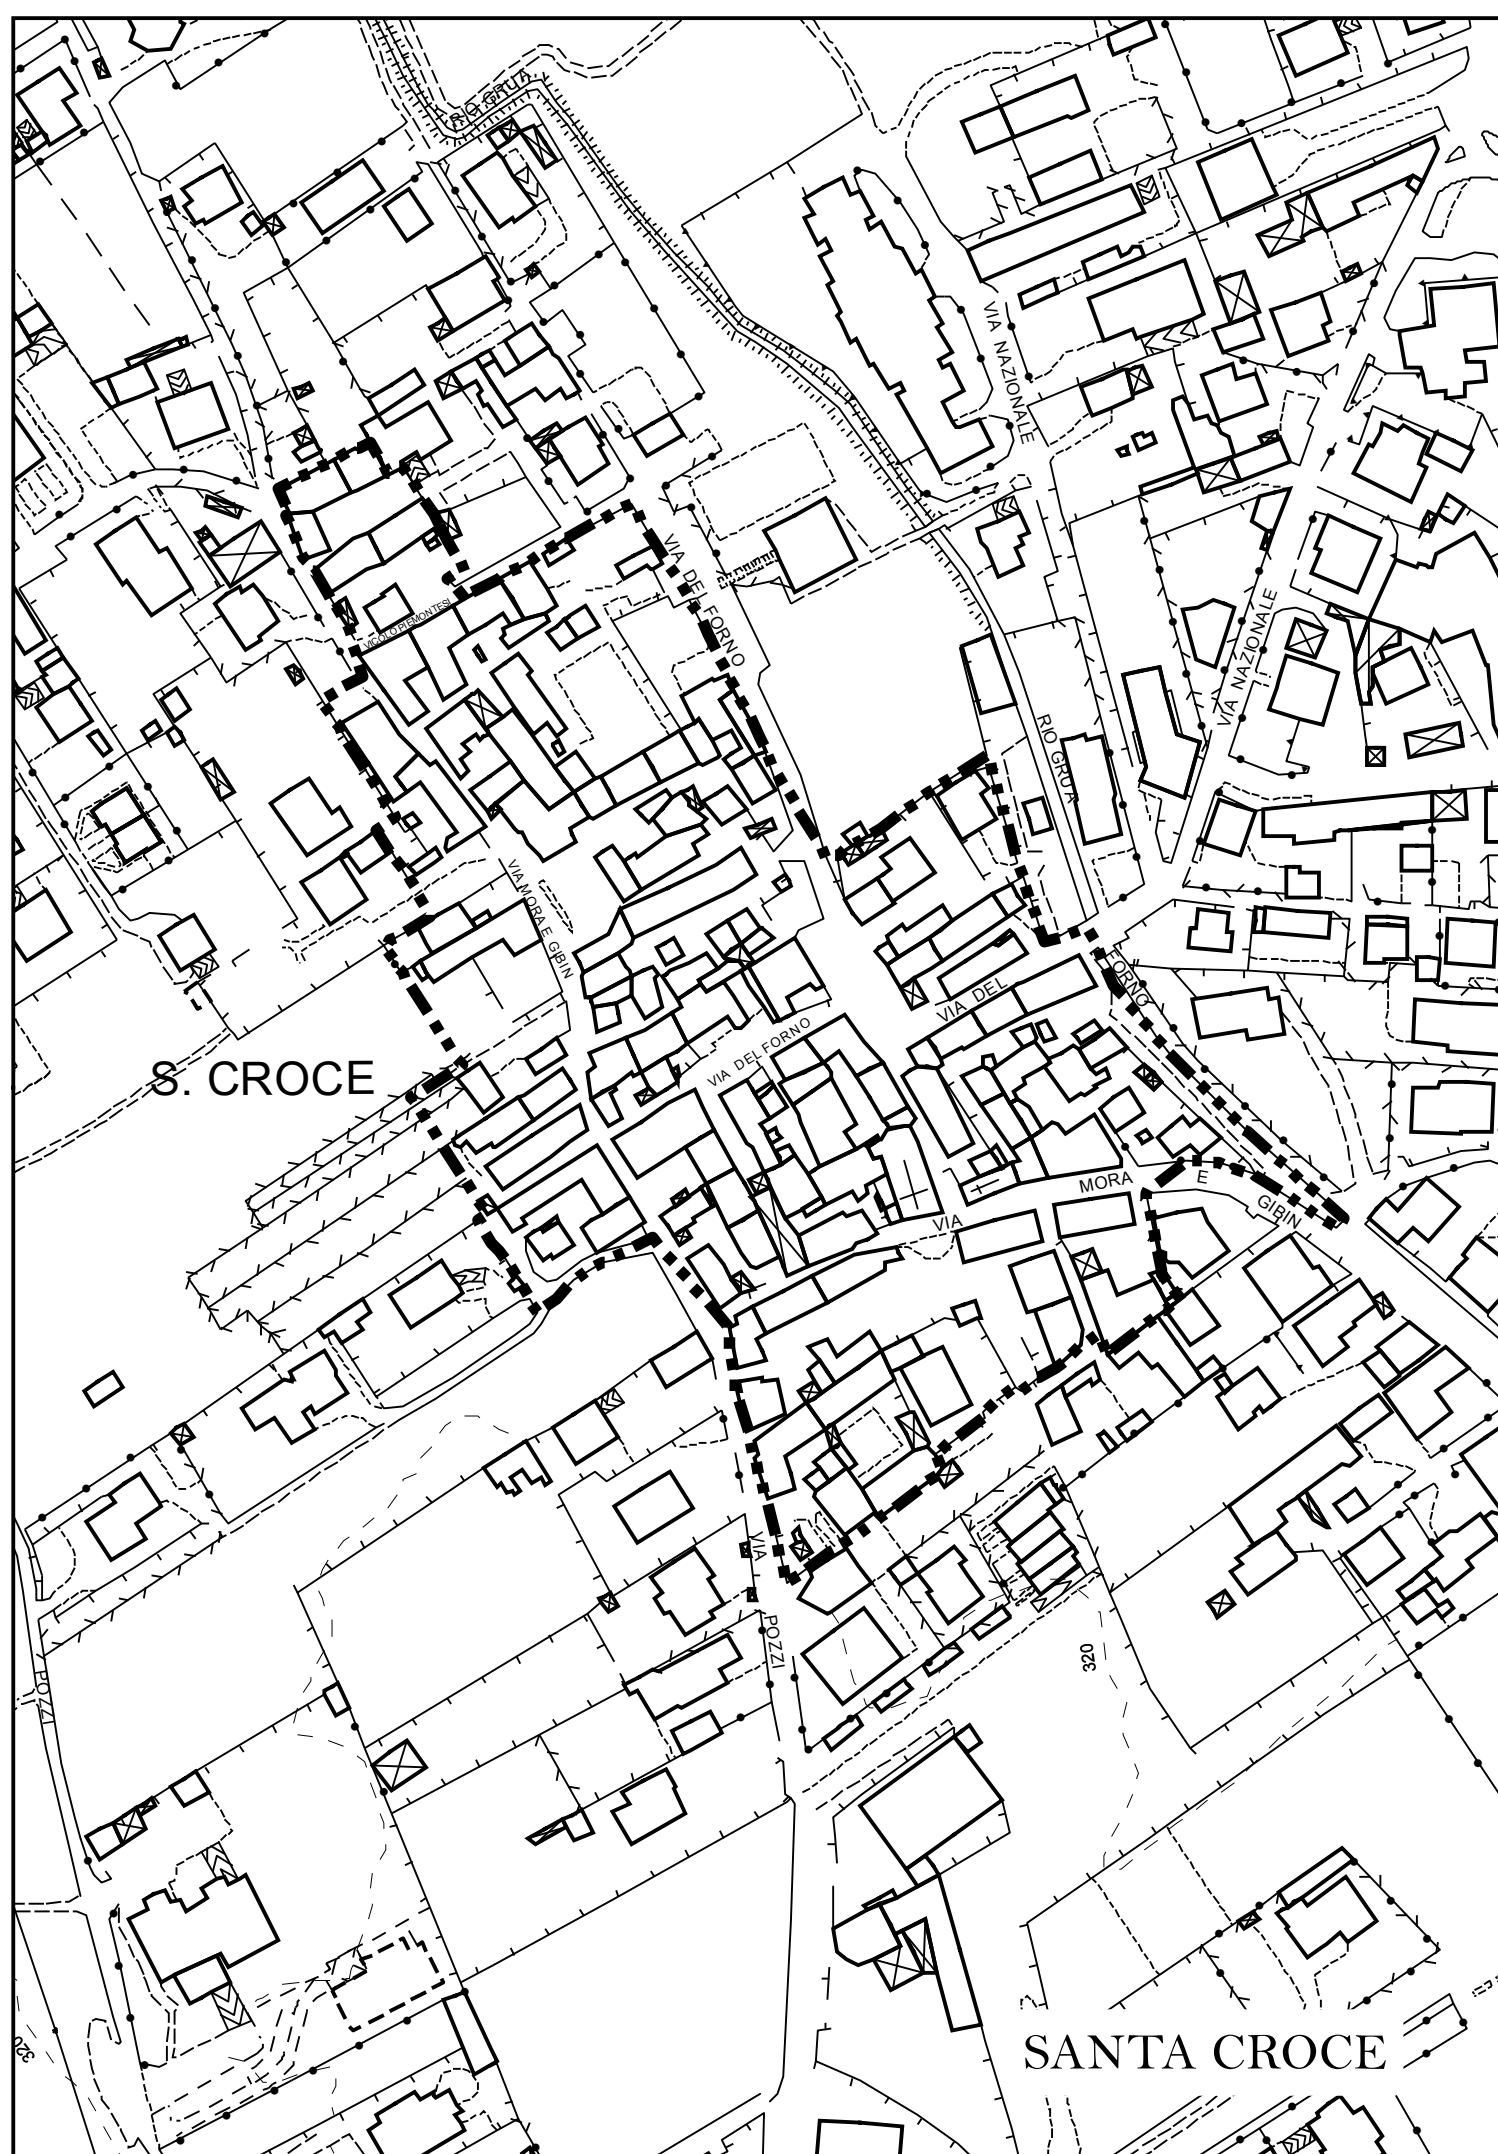 RIO GRUA
VIA NAZIONALE
VIA DEL FORNO
VICOLO PIEMONTESI
VIA NAZIONALE
RIO GRUA
VIA MORA E GIBIN
FORNO
VIA DEL
VIA DEL FORNO
S. CROCE
MORA
E
GIBIN
VIA
VIA
POZZI
320
POZZI
320
SANTA CROCE